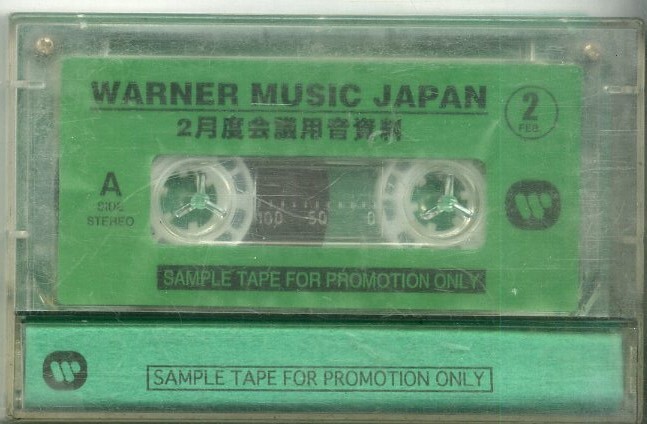 WARNER MUSIC JAPAN
2
FEB
2月度会議用音資料
A
SIDE
STEREO
100 50 0
SAMPLE TAPE FOR PROMOTION ONLY
SAMPLE TAPE FOR PROMOTION ONLY